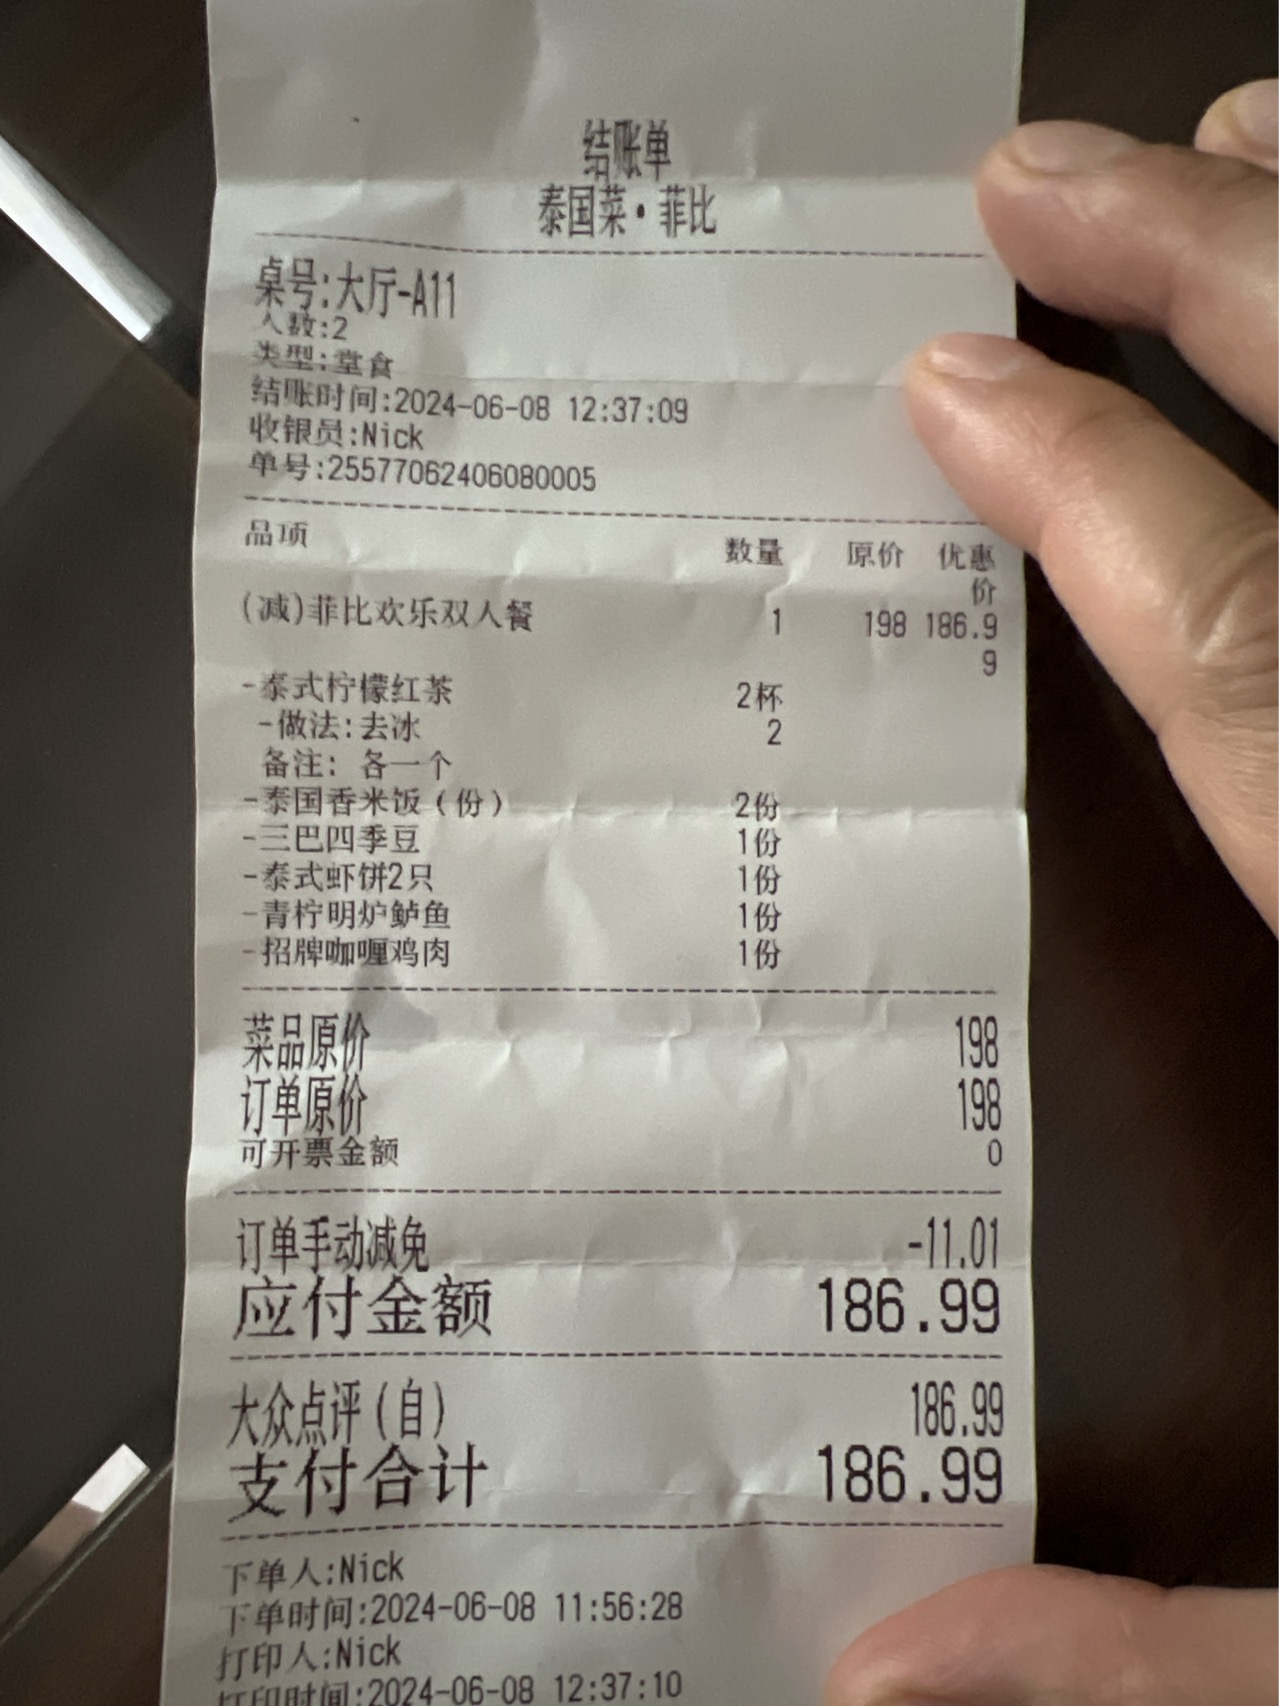 结账单
泰国菜·菲比
桌号:大厅-A11
人数:2
类型:堂食
结账时间:2024-06-08 12:37:09
收银员:Nick
单号:25577062406080005
品项 数量 原价 优惠
价
(减)菲比欢乐双人餐 1 198 186.9
9
-泰式柠檬红茶 2杯
-做法:去冰 2
备注: 各一个
-泰国香米饭(份) 2份
-三巴四季豆 1份
-泰式虾饼2只 1份
-青柠明炉鲈鱼 1份
-招牌咖喱鸡肉 1份
菜品原价 198
订单原价 198
可开票金额 0
订单手动减免 -11.01
应付金额 186.99
大众点评(自) 186.99
支付合计 186.99
下单人:Nick
下单时间:2024-06-08 11:56:28
打印人:Nick
打印时间:2024-06-08 12:37:10